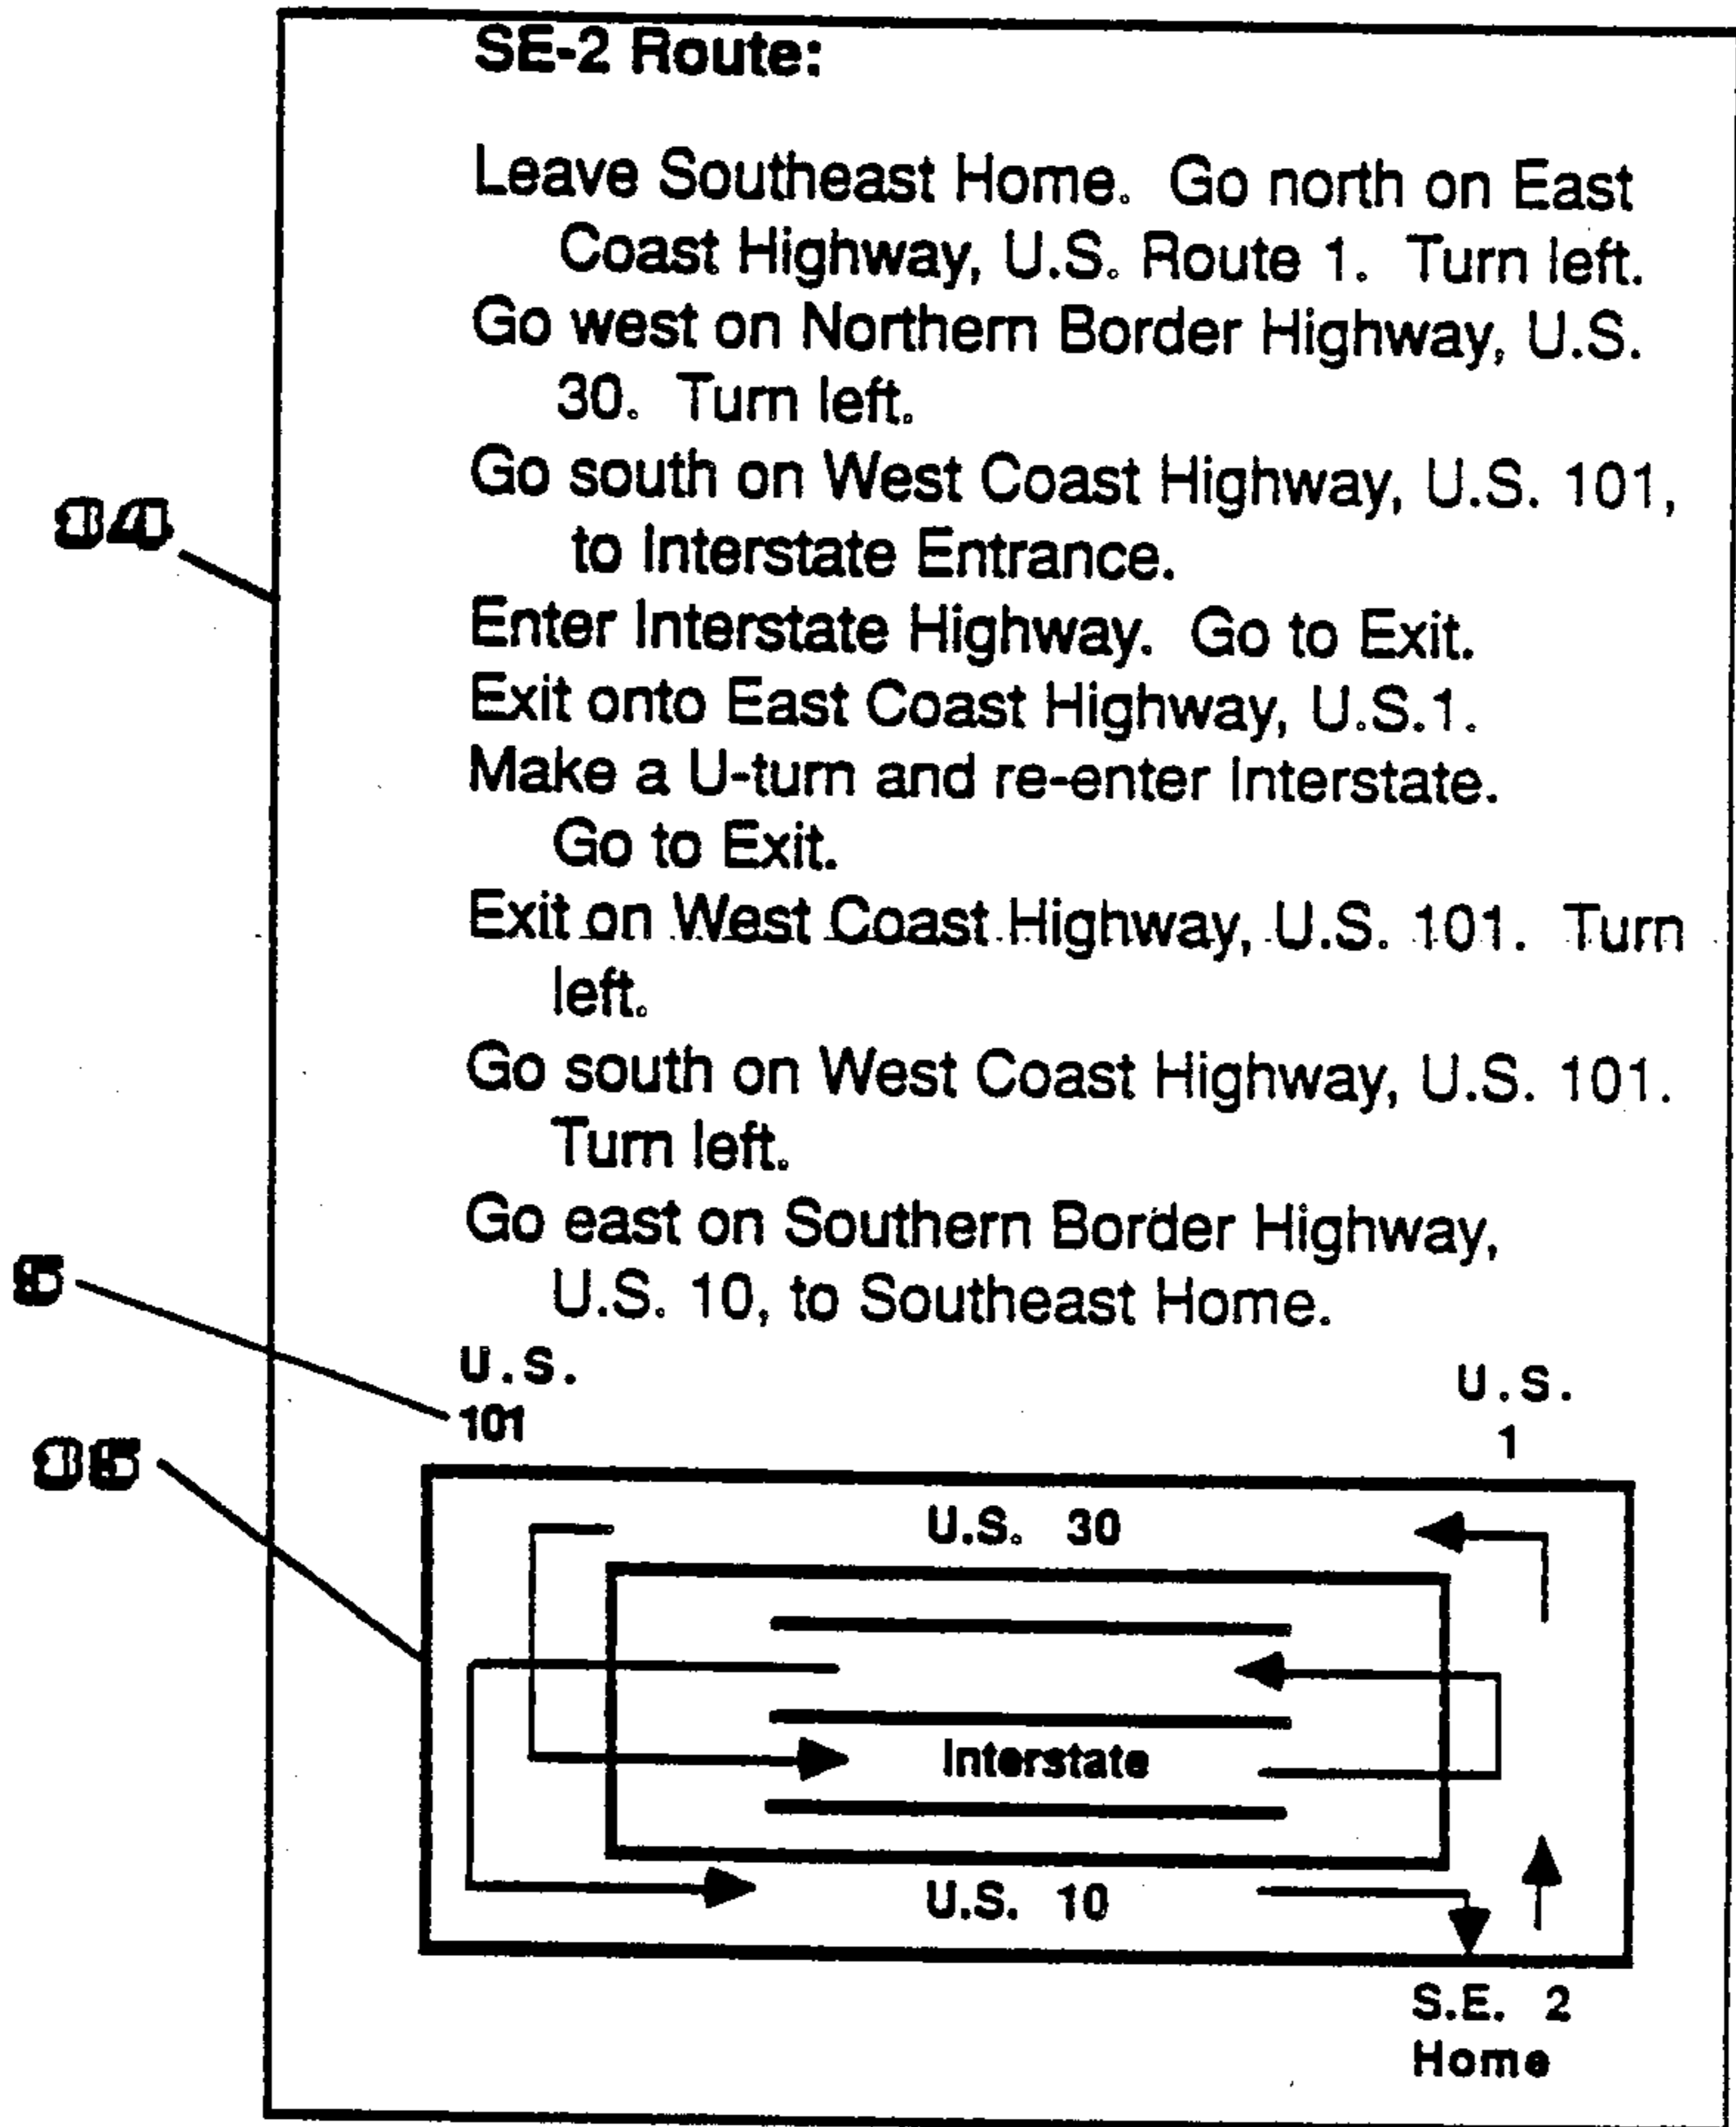 SE-2 Route:
Leave Southeast Home. Go north on East
Coast Highway, U.S. Route 1. Turn left.
Go west on Northern Border Highway, U.S.
30. Turn left.
Go south on West Coast Highway, U.S. 101,
to Interstate Entrance.
Enter Interstate Highway. Go to Exit.
Exit onto East Coast Highway, U.S.1.
Make a U-turn and re-enter Interstate.
Go to Exit.
Exit on West Coast Highway, U.S. 101. Turn
left.
Go south on West Coast Highway, U.S. 101.
Turn left.
Go east on Southern Border Highway,
U.S. 10, to Southeast Home.
U.S.
101
U.S.
1
U.S. 30
Interstate
U.S. 10
S.E. 2
Home